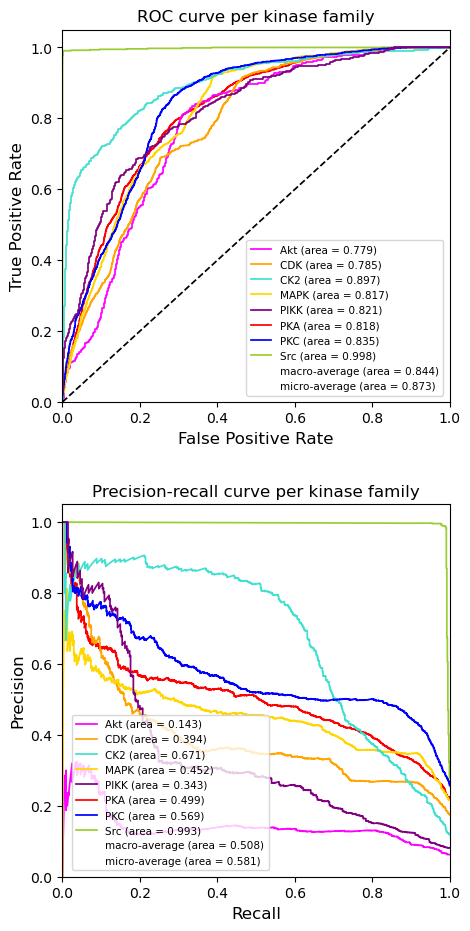 ROC curve per kinase family
True Positive Rate
1.0
0.8
0.6
0.4
0.2
0.0
Akt (area = 0.779)
CDK (area = 0.785)
CK2 (area = 0.897)
MAPK (area = 0.817)
PIKK (area = 0.821)
PKA (area = 0.818)
PKC (area = 0.835)
Src (area = 0.998)
macro-average (area = 0.844)
micro-average (area = 0.873)
0.0 0.2 0.4 0.6 0.8 1.0
False Positive Rate
Precision-recall curve per kinase family
Precision
1.0
0.8
0.6
0.4
0.2
0.0
Akt (area = 0.143)
CDK (area = 0.394)
CK2 (area = 0.671)
MAPK (area = 0.452)
PIKK (area = 0.343)
PKA (area = 0.499)
PKC (area = 0.569)
Src (area = 0.993)
macro-average (area = 0.508)
micro-average (area = 0.581)
0.0 0.2 0.4 0.6 0.8 1.0
Recall